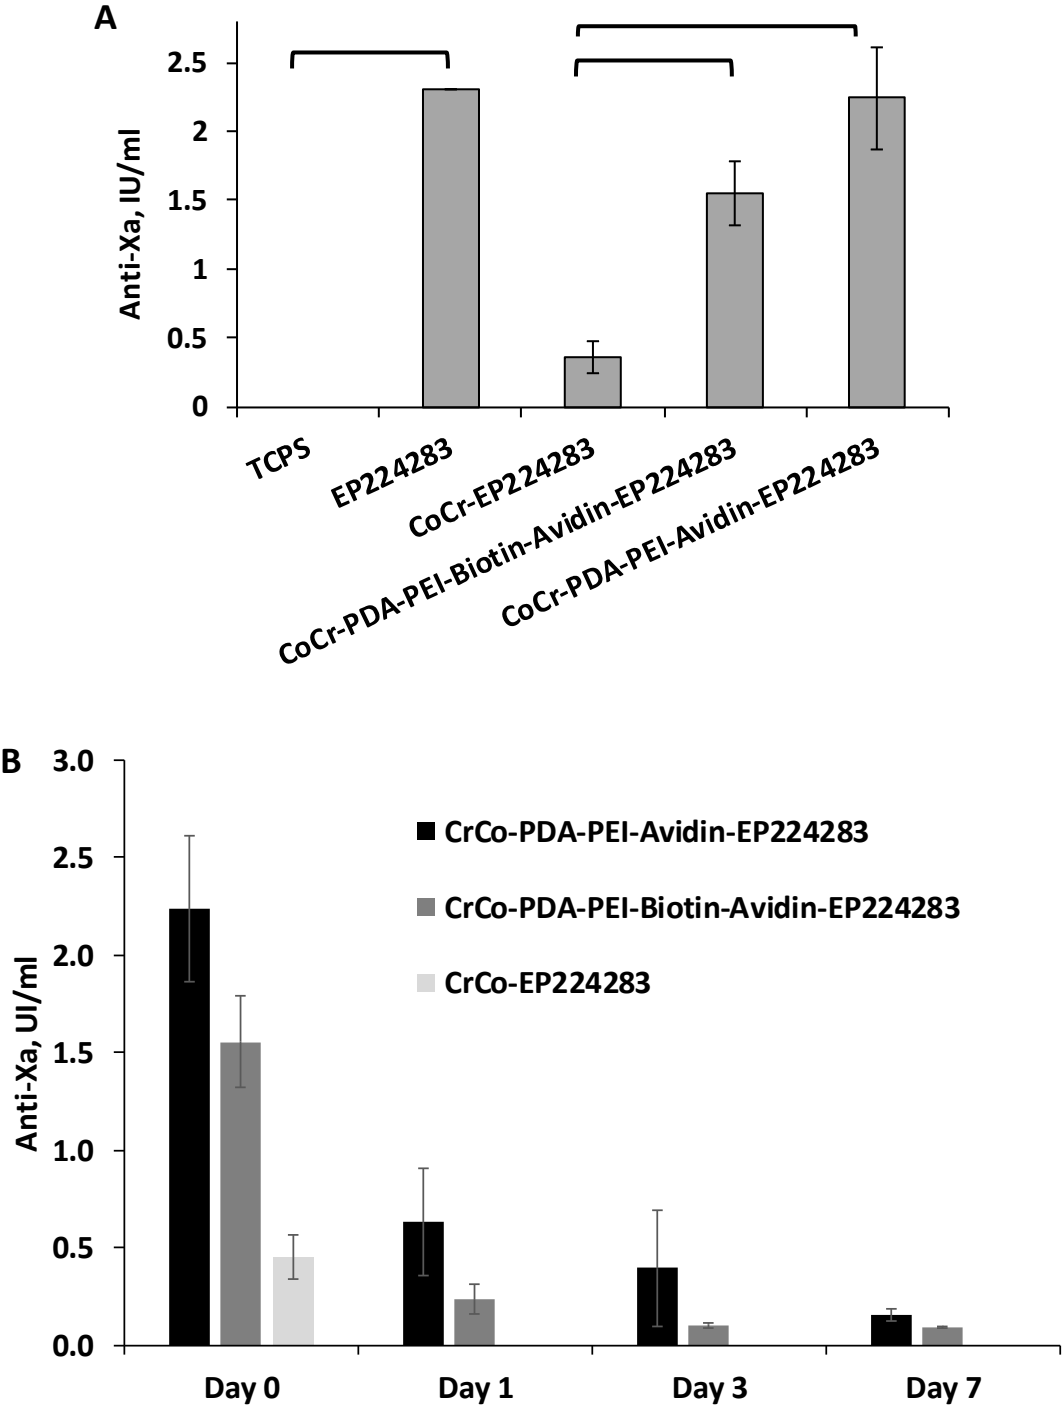 A
Anti-Xa, IU/ml
2.5
2
1.5
1
0.5
0
TCPS
EP224283
CoCr-EP224283
CoCr-PDA-PEI-Biotin-Avidin-EP224283
CoCr-PDA-PEI-Avidin-EP224283
B
Anti-Xa, UI/ml
3.0
2.5
2.0
1.5
1.0
0.5
0.0
CrCo-PDA-PEI-Avidin-EP224283
CrCo-PDA-PEI-Biotin-Avidin-EP224283
CrCo-EP224283
Day 0
Day 1
Day 3
Day 7